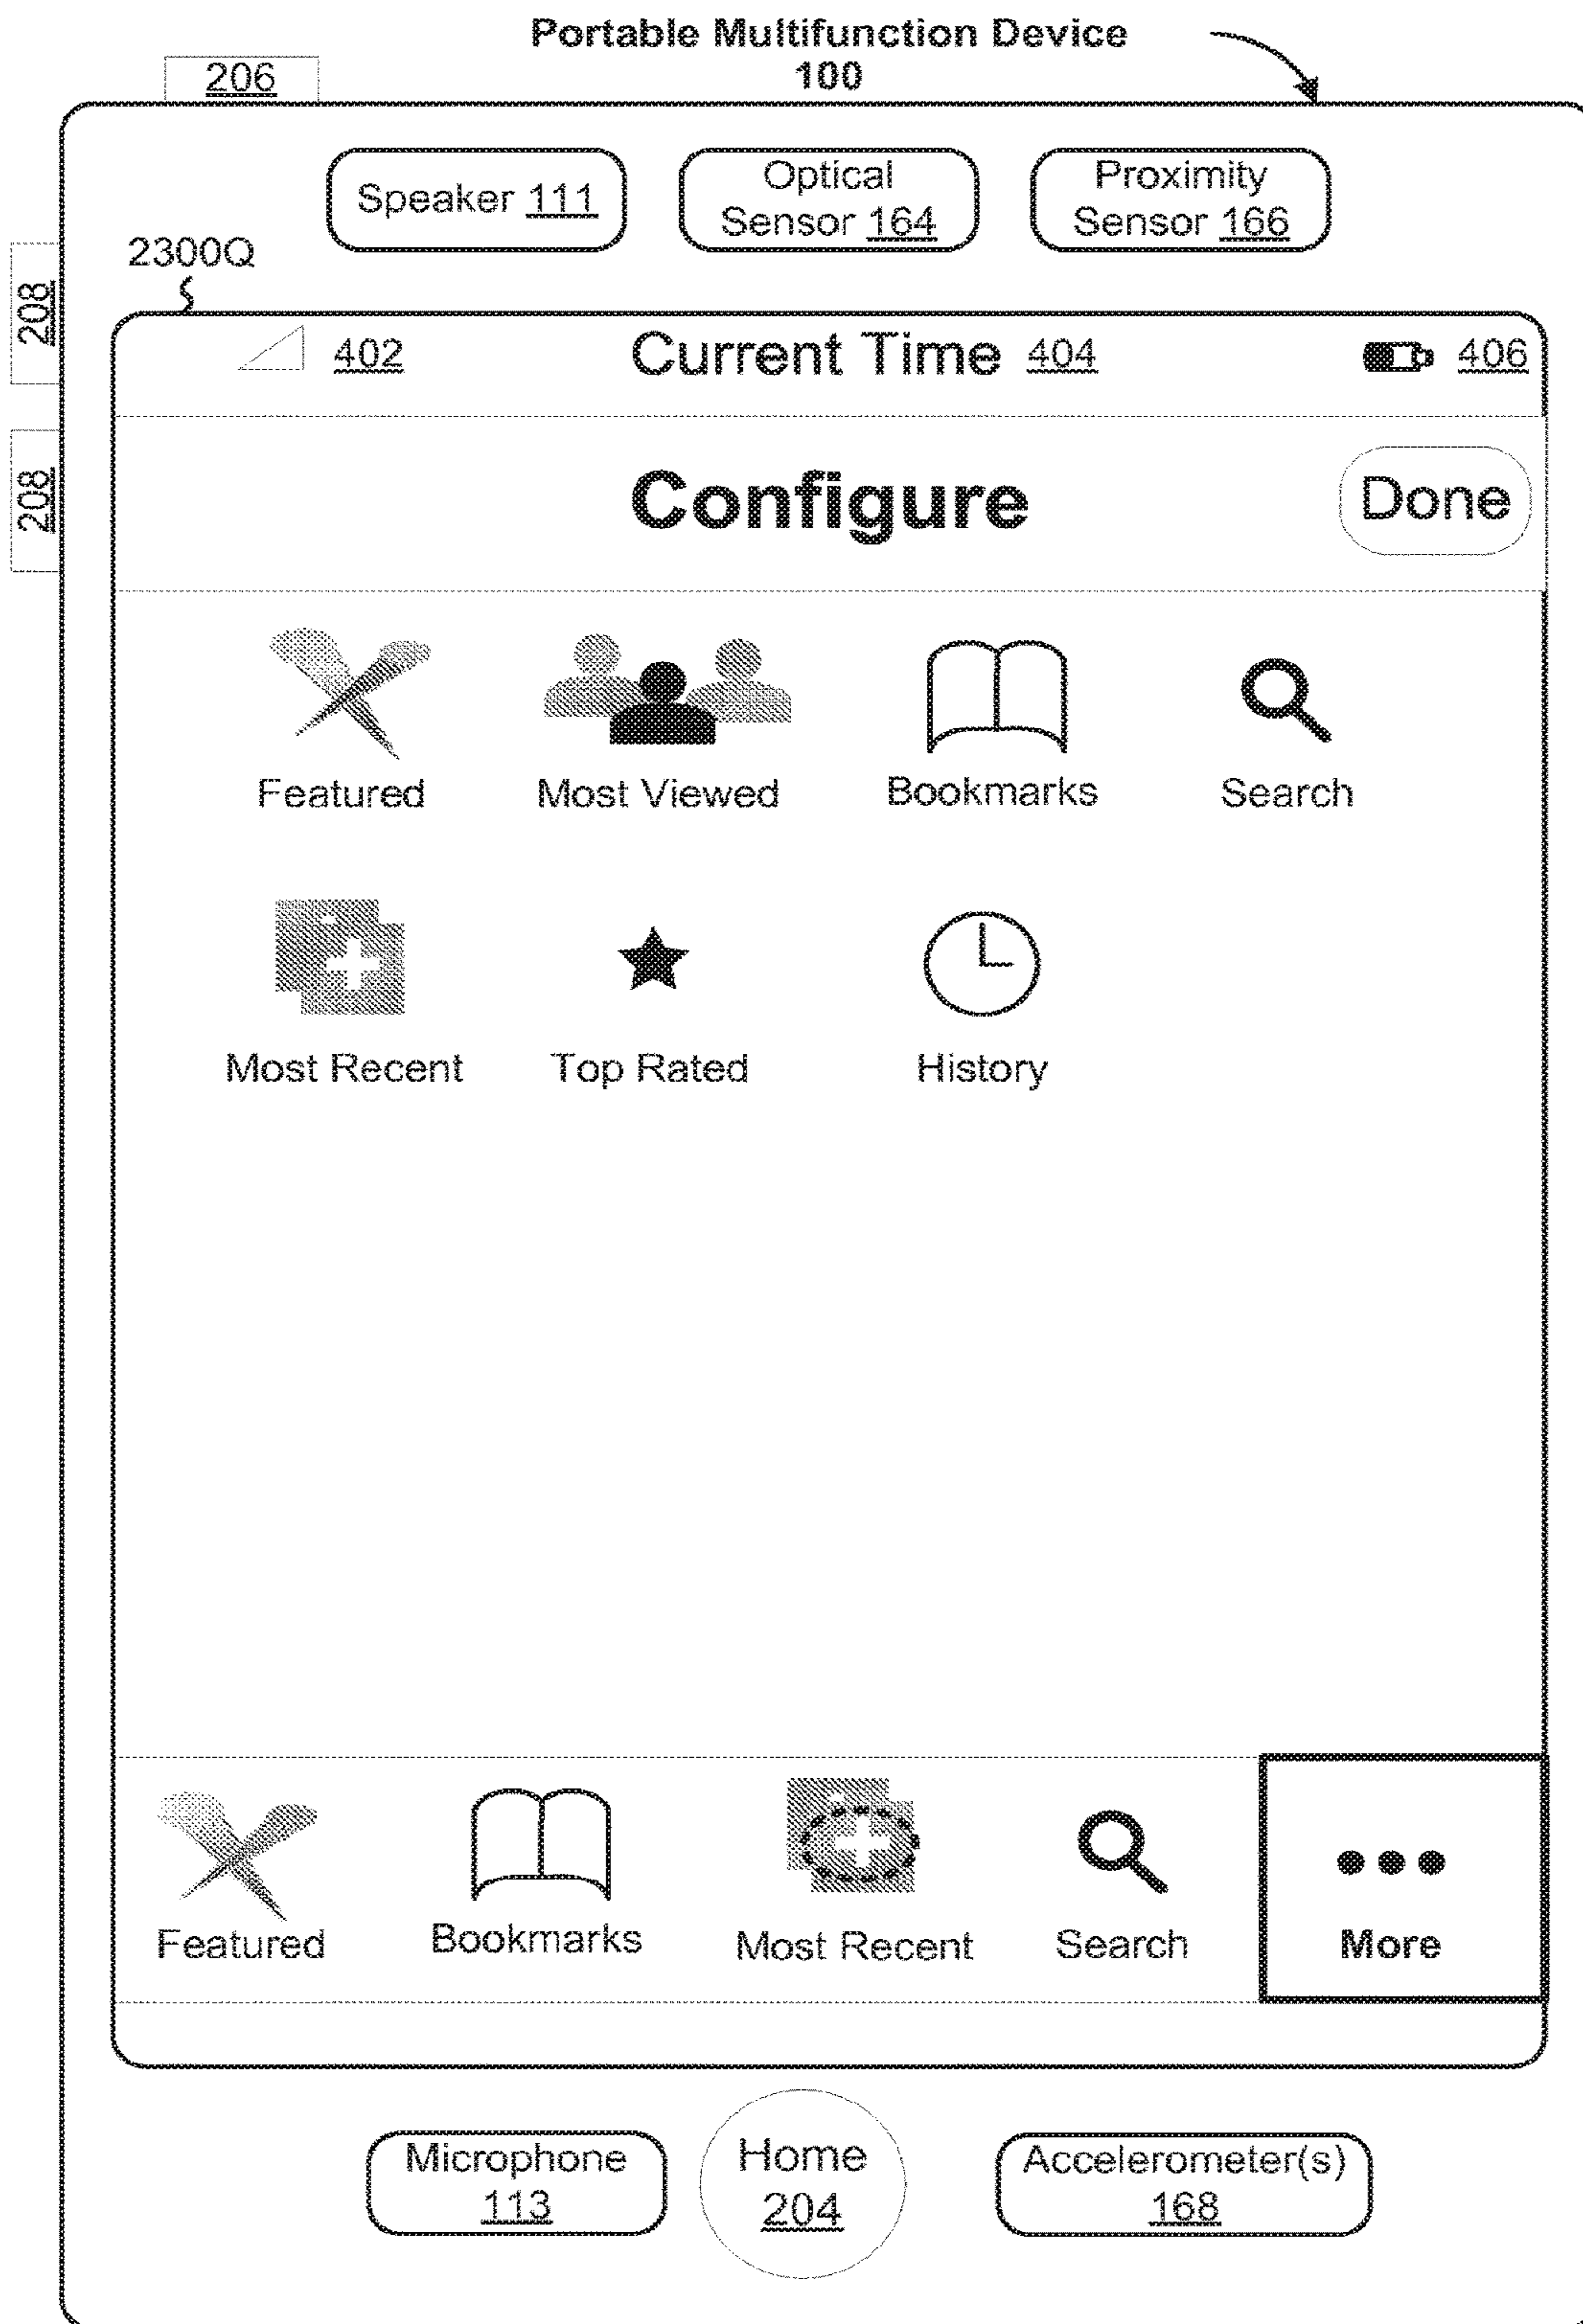 Portable Multifunction Device
100
206
Speaker 111
Optical
Sensor 164
Proximity
Sensor 166
2300Q
208
208
402
Current Time 404
406
Configure
Done
Featured
Most Viewed
Bookmarks
Search
Most Recent
Top Rated
History
Featured
Bookmarks
Most Recent
Search
More
Microphone
113
Home
204
Accelerometer(s)
168